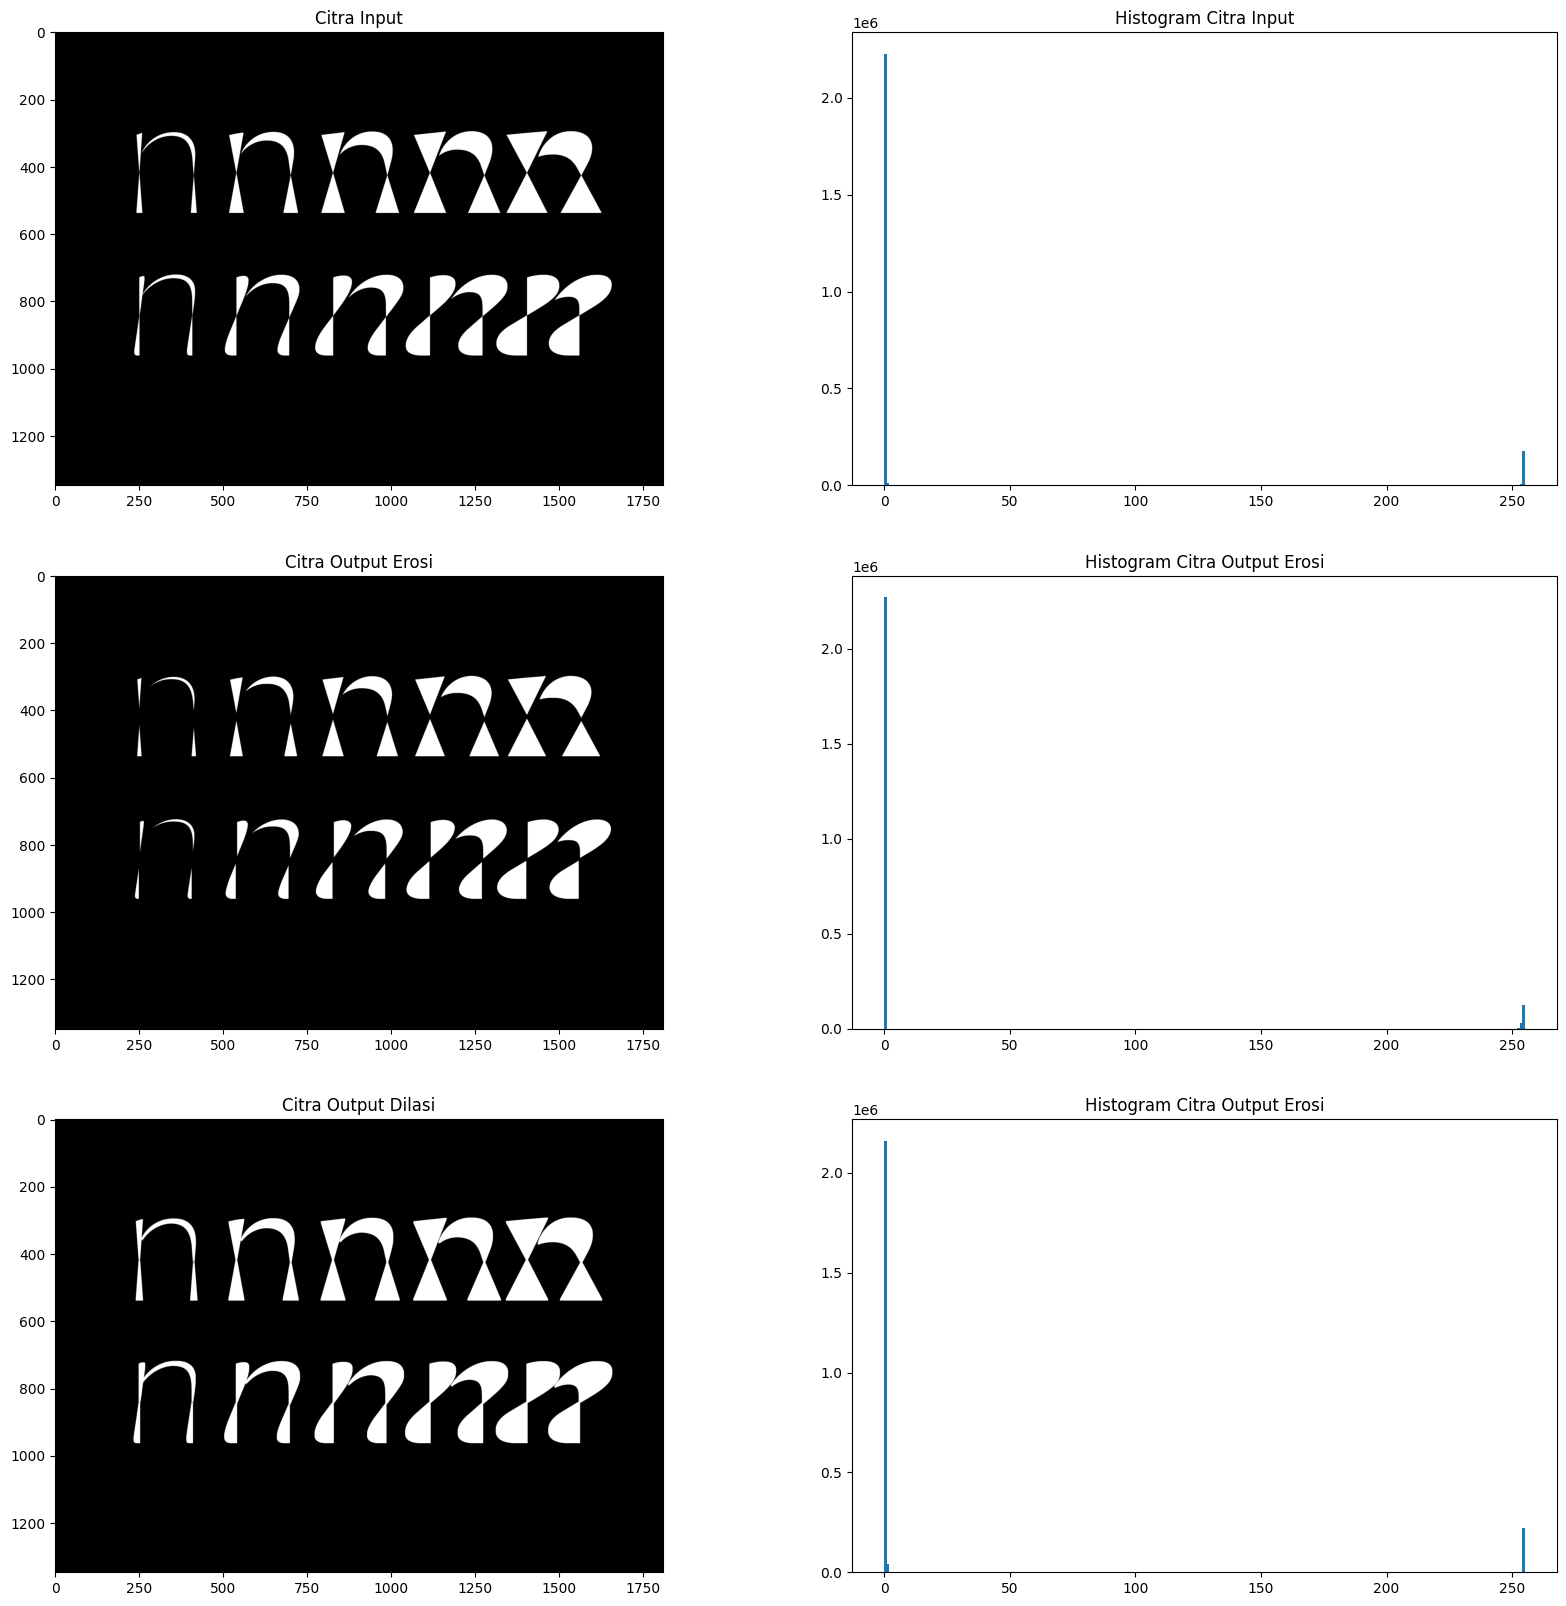 Citra Input
0
200
400
600
800
1000
1200
n n n n n
n n n n n
0 250 500 750 1000 1250 1500 1750
Histogram Citra Input
1e6
2.0
1.5
1.0
0.5
0.0
0 50 100 150 200 250
Citra Output Erosi
0
200
400
600
800
1000
1200
n n n n n
n n n n n
0 250 500 750 1000 1250 1500 1750
Histogram Citra Output Erosi
1e6
2.0
1.5
1.0
0.5
0.0
0 50 100 150 200 250
Citra Output Dilasi
0
200
400
600
800
1000
1200
n n n n n
n n n n n
0 250 500 750 1000 1250 1500 1750
Histogram Citra Output Erosi
1e6
2.0
1.5
1.0
0.5
0.0
0 50 100 150 200 250